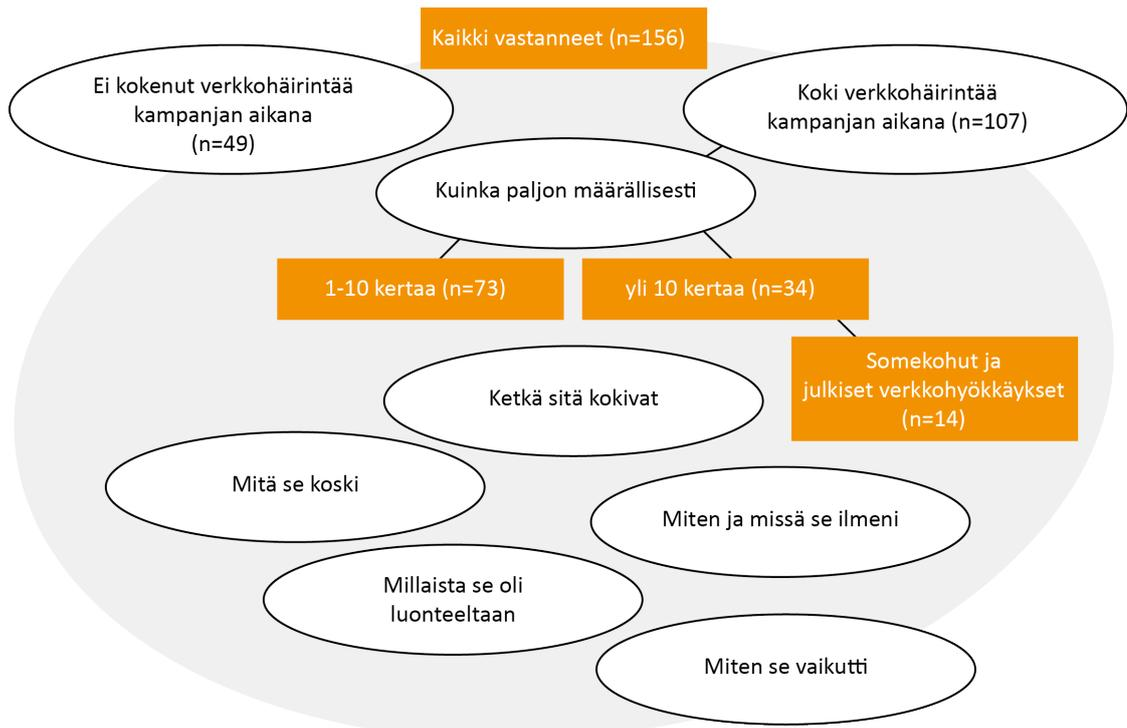 Kaikki vastanneet (n=156)
Ei kokenut verkkohäirintää
kampanjan aikana
(n=49)
Koki verkkohäirintää
kampanjan aikana (n=107)
Kuinka paljon määrällisesti
1-10 kertaa (n=73)
yli 10 kertaa (n=34)
Somekohut ja
julkiset verkkohyökkäykset
(n=14)
Ketkä sitä kokivat
Mitä se koski
Miten ja missä se ilmeni
Millaista se oli
luonteeltaan
Miten se vaikutti